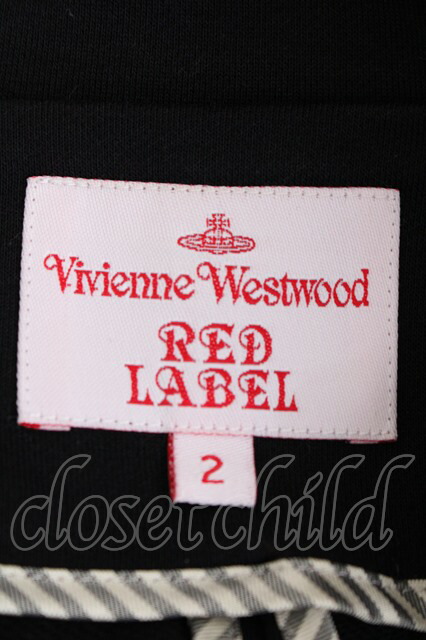 Vivienne Westwood
RED
LABEL
2
closet child